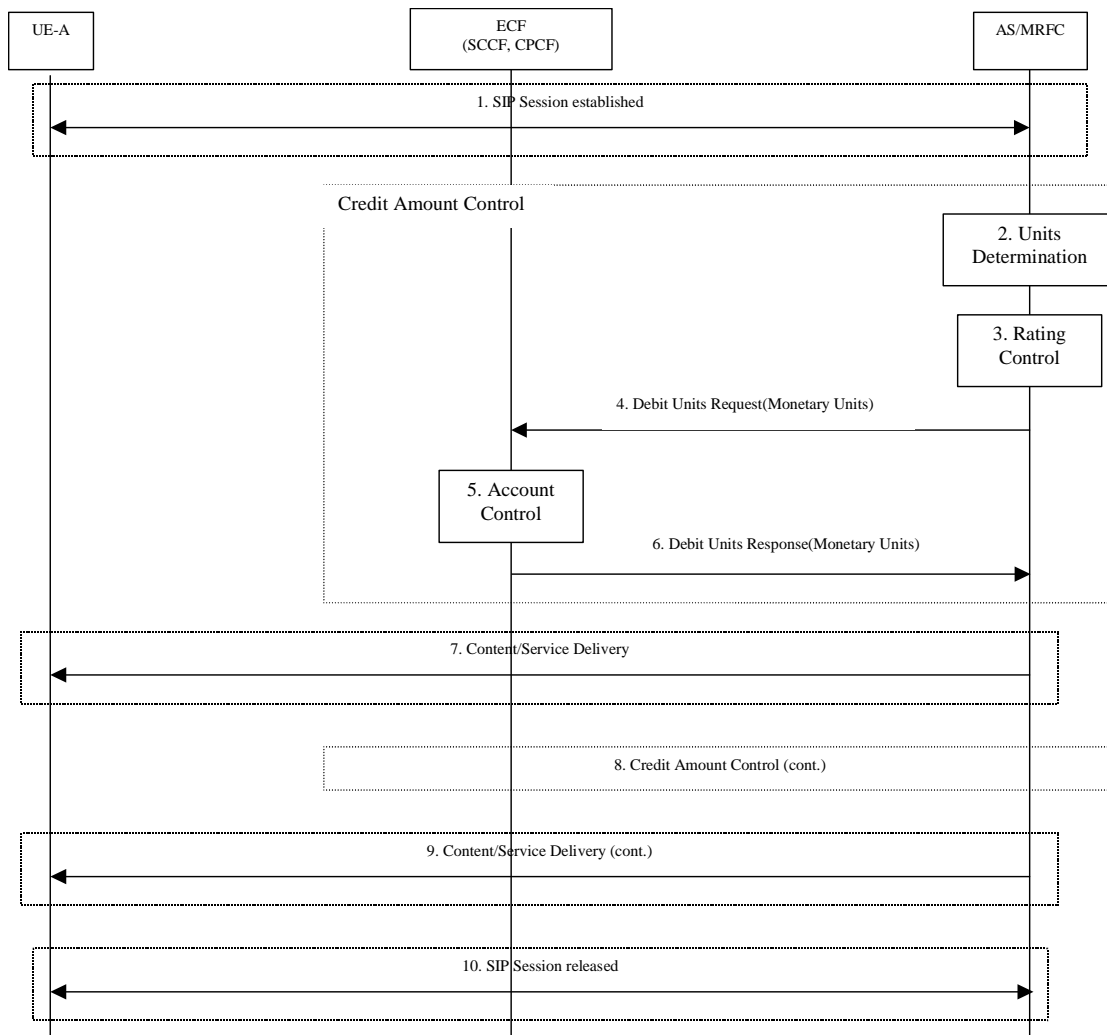 UE-A
ECF
(SCCF, CPCF)
AS/MRFC
1. SIP Session established
Credit Amount Control
2. Units
Determination
3. Rating
Control
4. Debit Units Request(Monetary Units)
5. Account
Control
6. Debit Units Response(Monetary Units)
7. Content/Service Delivery
8. Credit Amount Control (cont.)
9. Content/Service Delivery (cont.)
10. SIP Session released